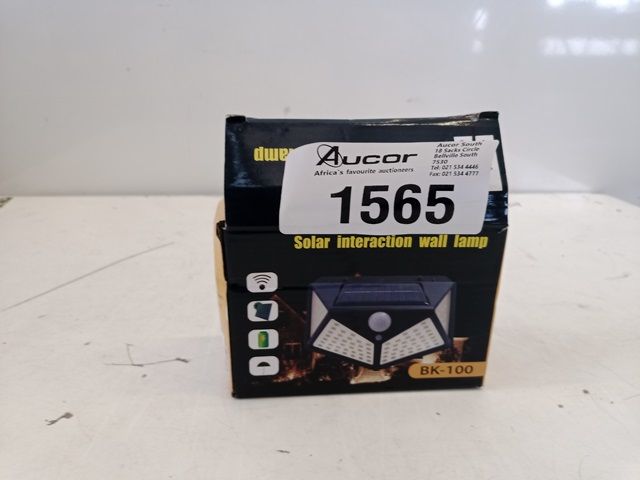 Aucor
Africa's favourite auctioneers
Aucor South
18 Sacks Circle
Bellville South
7530
Tel: 021 534 4446
Fax: 021 534 4777
1565
Solar interaction wall lamp
BK-100